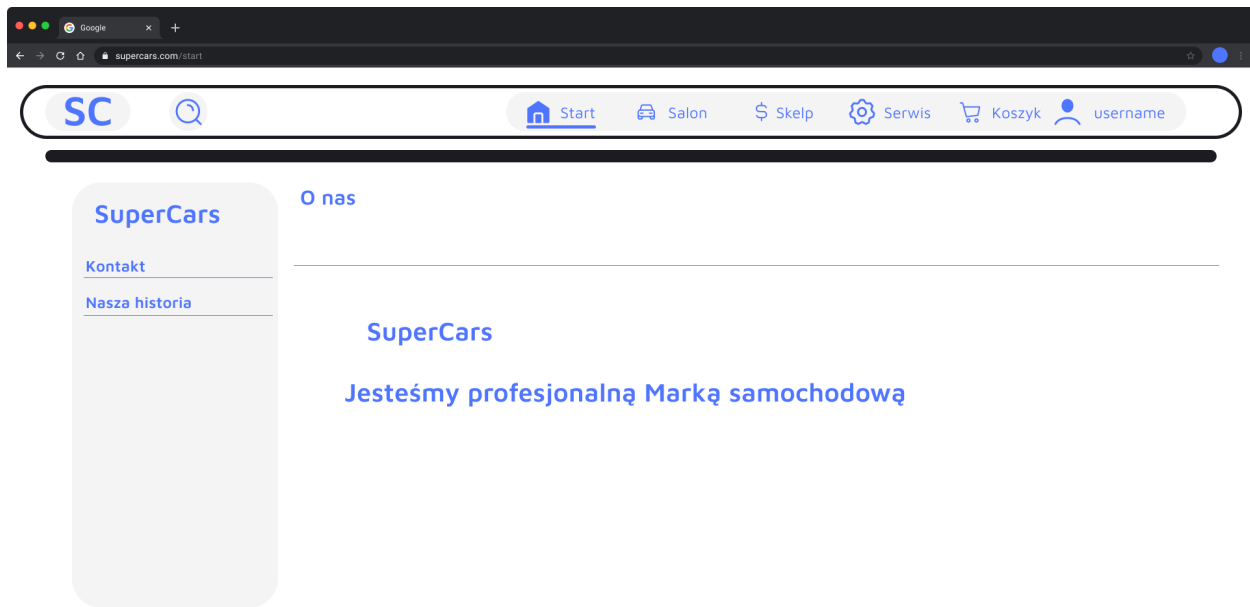 Google
supercars.com/start
SC Start Salon $ Skelp Serwis Koszyk username
SuperCars
Kontakt
Nasza historia
O nas
SuperCars
Jesteśmy profesjonalną Marką samochodową